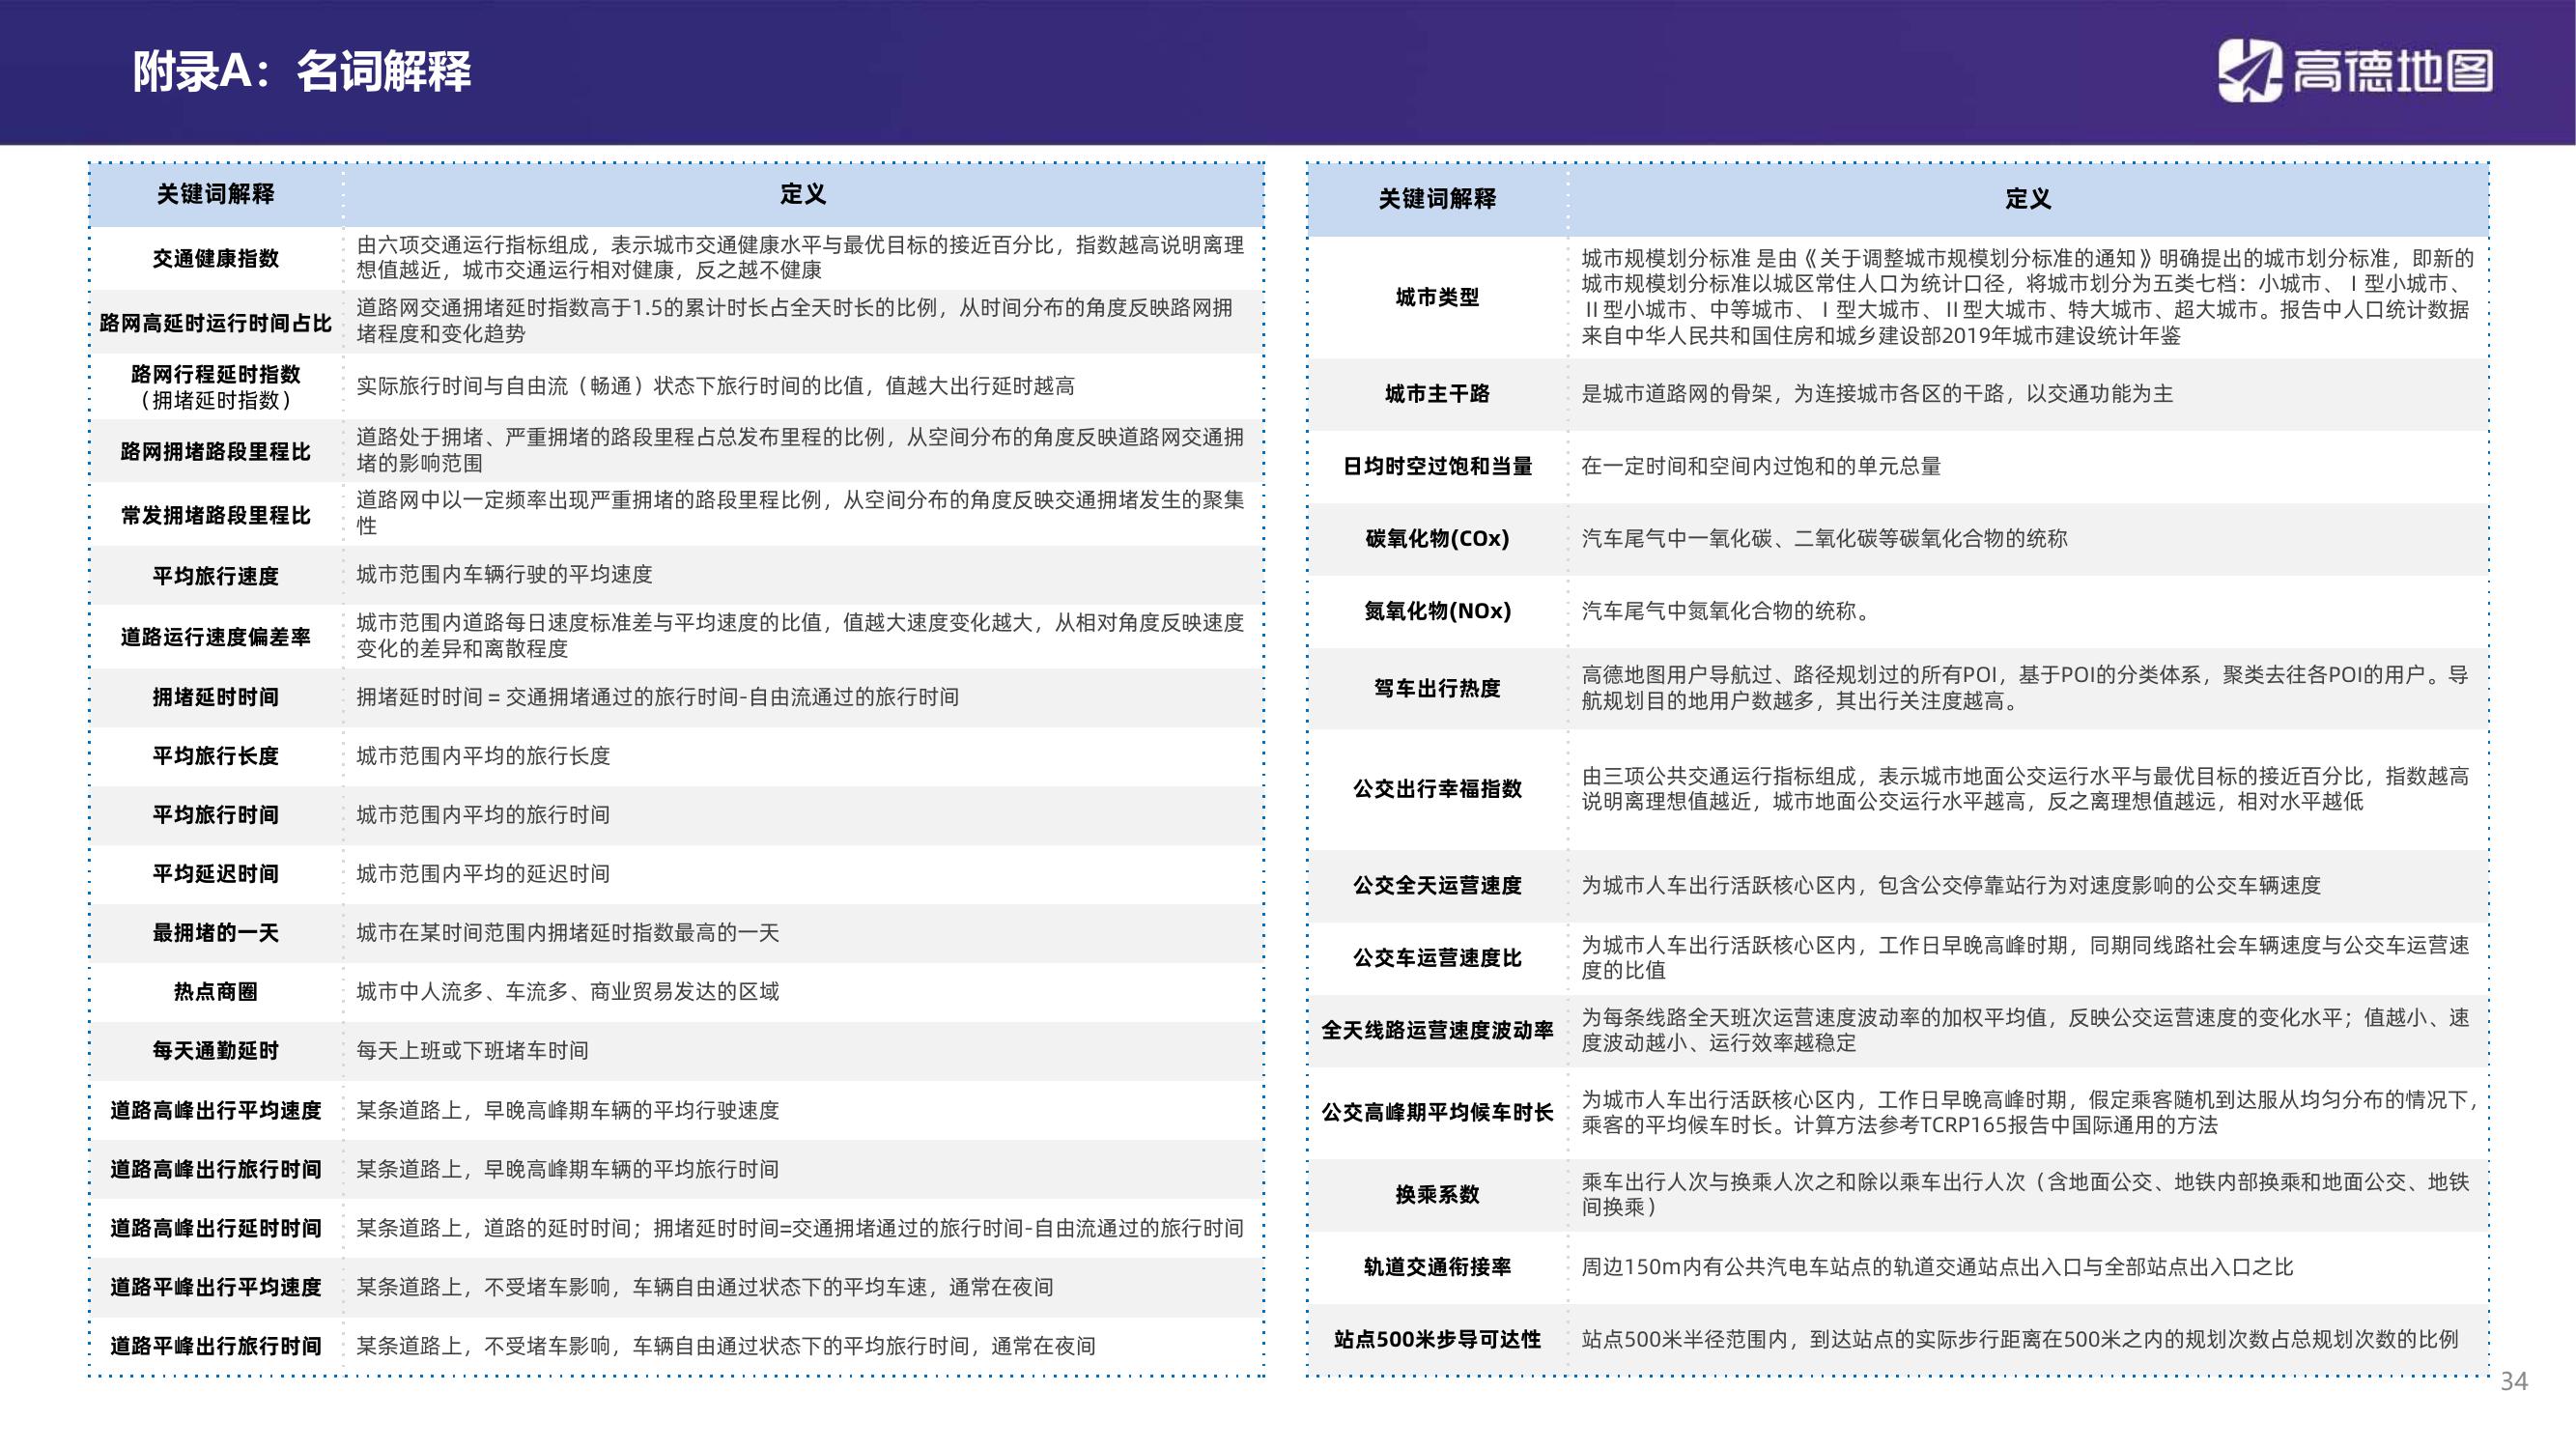 附录A：名词解释
高德地图
关键词解释
定义
交通健康指数
由六项交通运行指标组成，表示城市交通健康水平与最优目标的接近百分比，指数越高说明离理
想值越近，城市交通运行相对健康，反之越不健康
路网高延时运行时间占比
道路网交通拥堵延时指数高于1.5的累计时长占全天时长的比例，从时间分布的角度反映路网拥
堵程度和变化趋势
路网行程延时指数
（拥堵延时指数）
实际旅行时间与自由流（畅通）状态下旅行时间的比值，值越大出行延时越高
路网拥堵路段里程比
道路处于拥堵、严重拥堵的路段里程占总发布里程的比例，从空间分布的角度反映道路网交通拥
堵的影响范围
常发拥堵路段里程比
道路网中以一定频率出现严重拥堵的路段里程比例，从空间分布的角度反映交通拥堵发生的聚集
性
平均旅行速度
城市范围内车辆行驶的平均速度
道路运行速度偏差率
城市范围内道路每日速度标准差与平均速度的比值，值越大速度变化越大，从相对角度反映速度
变化的差异和离散程度
拥堵延时时间
拥堵延时时间 = 交通拥堵通过的旅行时间-自由流通过的旅行时间
平均旅行长度
城市范围内平均的旅行长度
平均旅行时间
城市范围内平均的旅行时间
平均延迟时间
城市范围内平均的延迟时间
最拥堵的一天
城市在某时间范围内拥堵延时指数最高的一天
热点商圈
城市中人流多、车流多、商业贸易发达的区域
每天通勤延时
每天上班或下班堵车时间
道路高峰出行平均速度
某条道路上，早晚高峰期车辆的平均行驶速度
道路高峰出行旅行时间
某条道路上，早晚高峰期车辆的平均旅行时间
道路高峰出行延时时间
某条道路上，道路的延时时间；拥堵延时时间=交通拥堵通过的旅行时间-自由流通过的旅行时间
道路平峰出行平均速度
某条道路上，不受堵车影响，车辆自由通过状态下的平均车速，通常在夜间
道路平峰出行旅行时间
某条道路上，不受堵车影响，车辆自由通过状态下的平均旅行时间，通常在夜间
关键词解释
定义
城市类型
城市规模划分标准 是由《关于调整城市规模划分标准的通知》明确提出的城市划分标准，即新的
城市规模划分标准以城区常住人口为统计口径，将城市划分为五类七档：小城市、Ⅰ型小城市、
Ⅱ型小城市、中等城市、Ⅰ型大城市、Ⅱ型大城市、特大城市、超大城市。报告中人口统计数据
来自中华人民共和国住房和城乡建设部2019年城市建设统计年鉴
城市主干路
是城市道路网的骨架，为连接城市各区的干路，以交通功能为主
日均时空过饱和当量
在一定时间和空间内过饱和的单元总量
碳氧化物(COx)
汽车尾气中一氧化碳、二氧化碳等碳氧化合物的统称
氮氧化物(NOx)
汽车尾气中氮氧化合物的统称。
驾车出行热度
高德地图用户导航过、路径规划过的所有POI，基于POI的分类体系，聚类去往各POI的用户。导
航规划目的地用户数越多，其出行关注度越高。
公交出行幸福指数
由三项公共交通运行指标组成，表示城市地面公交运行水平与最优目标的接近百分比，指数越高
说明离理想值越近，城市地面公交运行水平越高，反之离理想值越远，相对水平越低
公交全天运营速度
为城市人车出行活跃核心区内，包含公交停靠站行为对速度影响的公交车辆速度
公交车运营速度比
为城市人车出行活跃核心区内，工作日早晚高峰时期，同期同线路社会车辆速度与公交车运营速
度的比值
全天线路运营速度波动率
为每条线路全天班次运营速度波动率的加权平均值，反映公交运营速度的变化水平；值越小、速
度波动越小、运行效率越稳定
公交高峰期平均候车时长
为城市人车出行活跃核心区内，工作日早晚高峰时期，假定乘客随机到达服从均匀分布的情况下，
乘客的平均候车时长。计算方法参考TCRP165报告中国际通用的方法
换乘系数
乘车出行人次与换乘人次之和除以乘车出行人次（含地面公交、地铁内部换乘和地面公交、地铁
间换乘）
轨道交通衔接率
周边150m内有公共汽电车站点的轨道交通站点出入口与全部站点出入口之比
站点500米步导可达性
站点500米半径范围内，到达站点的实际步行距离在500米之内的规划次数占总规划次数的比例
34